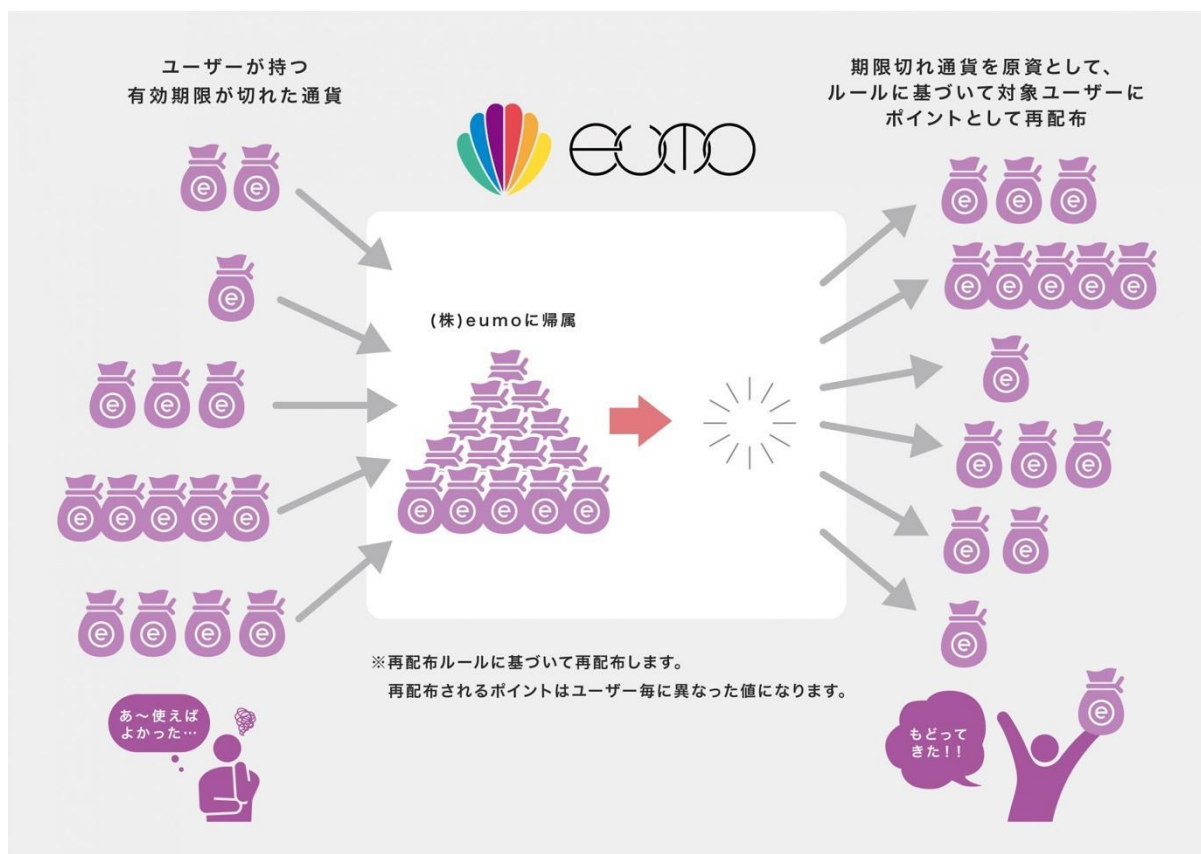 ユーザーが持つ
有効期限が切れた通貨
eumo
期限切れ通貨を原資として、
ルールに基づいて対象ユーザーに
ポイントとして再配布
(株)eumoに帰属
e e
e
e e e
e e e e e
e e e e
e e e e e
e e e
e e e e e
e
e e e
e e
e
※再配布ルールに基づいて再配布します。
再配布されるポイントはユーザー毎に異なった値になります。
あ〜使えば
よかった…
もどって
きた!!
e